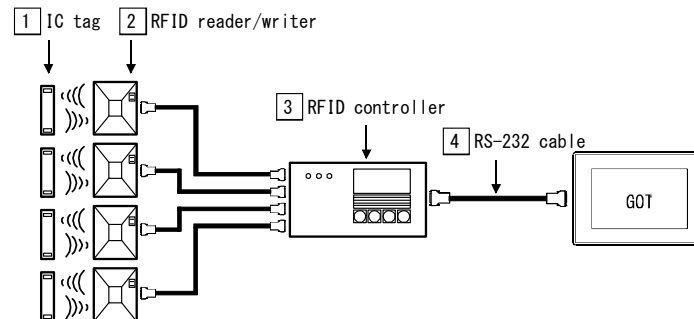 1 IC tag
2 RFID reader/writer
3 RFID controller
4 RS-232 cable
GOT